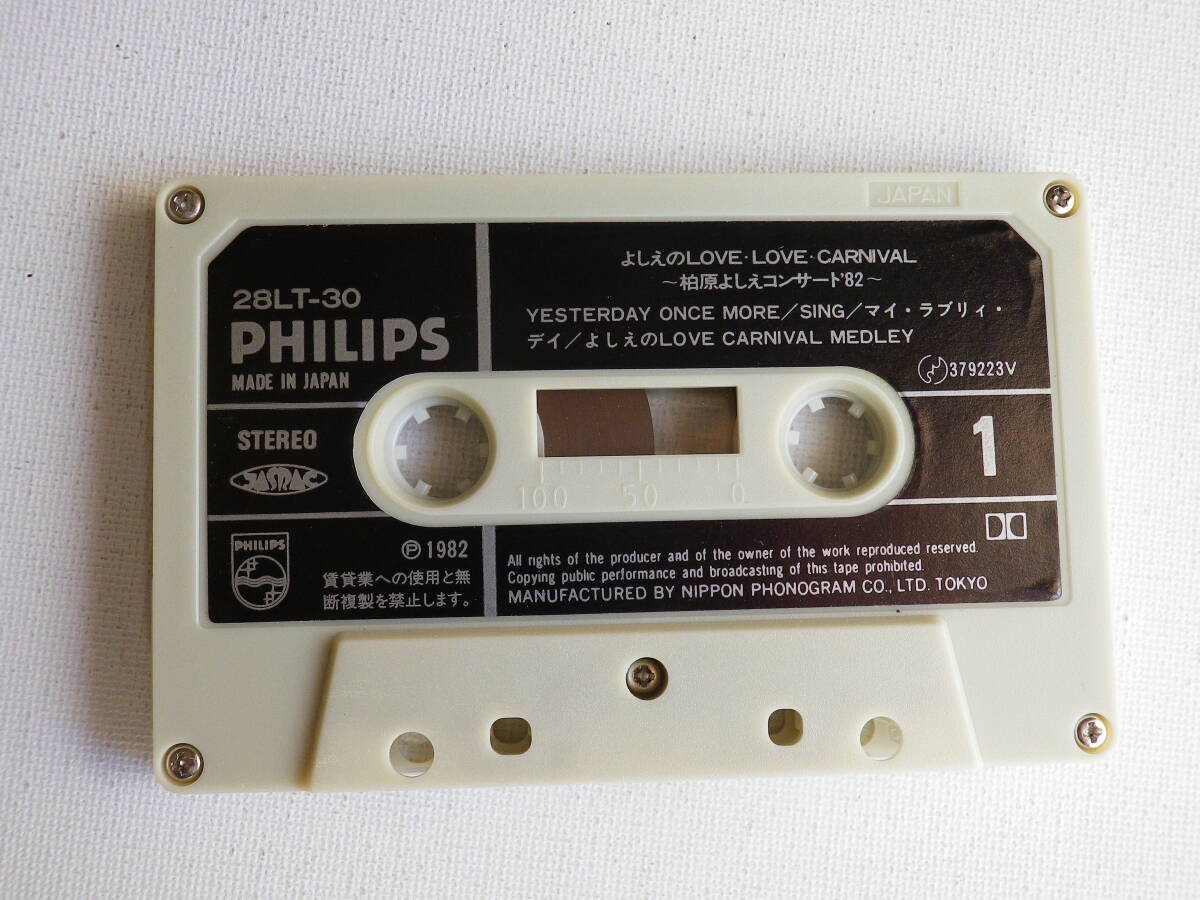 JAPAN
28LT-30
PHILIPS
MADE IN JAPAN
よしえのLOVE・LOVE・CARNIVAL
〜柏原よしえコンサート'82〜
YESTERDAY ONCE MORE/SING/マイ・ラブリィ・
デイ/よしえのLOVE CARNIVAL MEDLEY
379223V
STEREO
JASRAC
1
100 50 0
PHILIPS
Ⓟ1982
賃貸業への使用と無
断複製を禁止します。
All rights of the producer and of the owner of the work reproduced reserved.
Copying public performance and broadcasting of this tape prohibited.
MANUFACTURED BY NIPPON PHONOGRAM CO., LTD. TOKYO